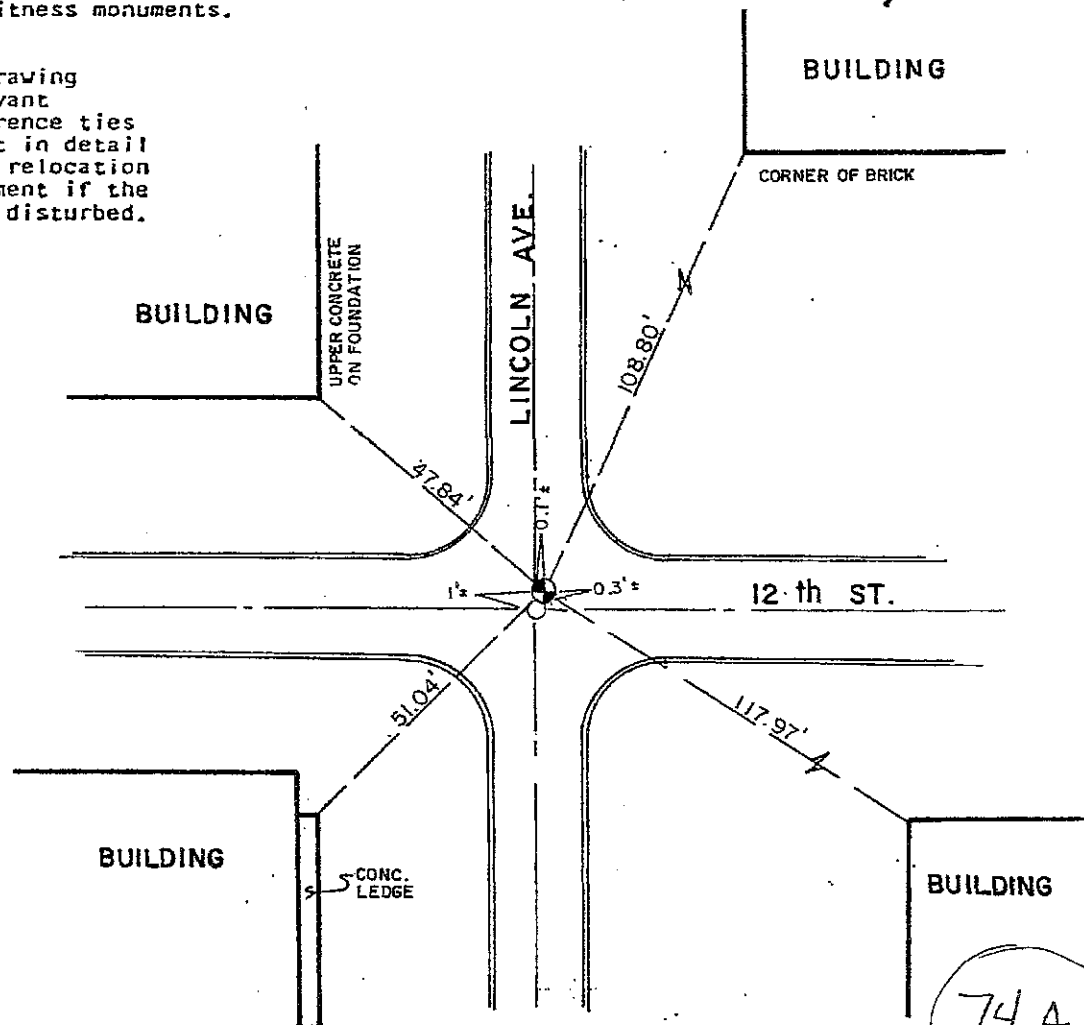 itness monuments.
rawing
vant
rence ties
t in detail
relocation
ment if the
disturbed.
BUILDING
CORNER OF BRICK
UPPER CONCRETE
ON FOUNDATION
BUILDING
LINCOLN AVE.
108.80'
47.84'
0.1'±
1'±
0.3'±
12th ST.
51.04'
117.97'
BUILDING
CONC.
LEDGE
BUILDING
74 A